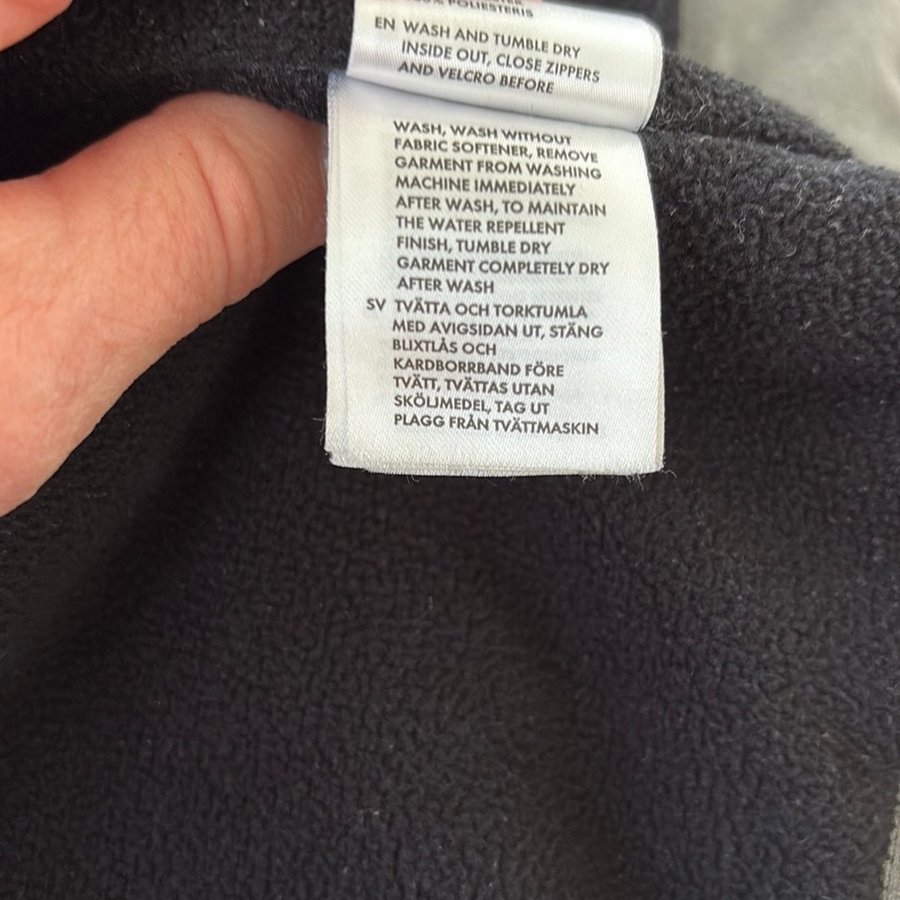 POLIESTERIS
EN WASH AND TUMBLE DRY
INSIDE OUT, CLOSE ZIPPERS
AND VELCRO BEFORE
WASH, WASH WITHOUT
FABRIC SOFTENER, REMOVE
GARMENT FROM WASHING
MACHINE IMMEDIATELY
AFTER WASH, TO MAINTAIN
THE WATER REPELLENT
FINISH, TUMBLE DRY
GARMENT COMPLETELY DRY
AFTER WASH
SV TVÄTTA OCH TORKTUMLA
MED AVIGSIDAN UT, STÄNG
BLIXTLÅS OCH
KARDBORRBAND FÖRE
TVÄTT, TVÄTTAS UTAN
SKÖLJMEDEL, TAG UT
PLAGG FRÅN TVÄTTMASKIN